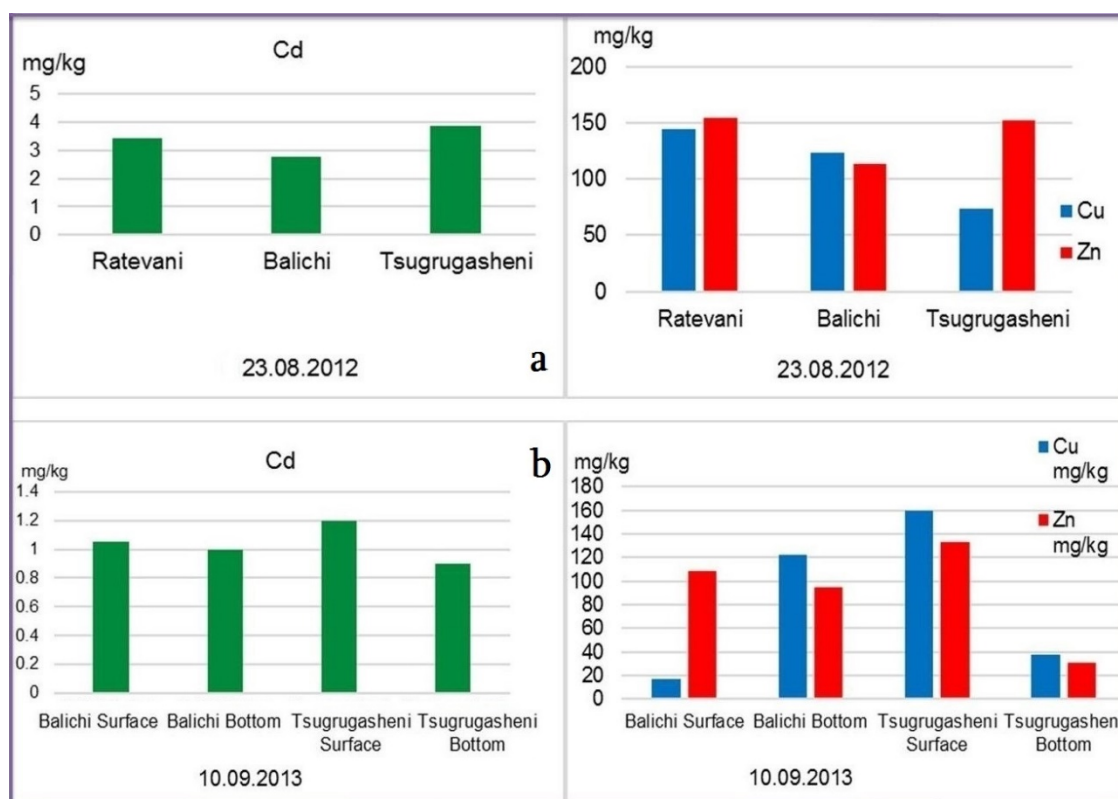 Cd
mg/kg
5
4
3
2
1
0
Ratevani Balichi Tsugrugasheni
23.08.2012
a
mg/kg
200
150
100
50
0
Cu
Zn
Ratevani Balichi Tsugrugasheni
23.08.2012
Cd
mg/kg
1.4
1.2
1
0.8
0.6
0.4
0.2
0
Balichi Surface Balichi Bottom Tsugrugasheni Tsugrugasheni
Surface Bottom
10.09.2013
b
mg/kg
180
160
140
120
100
80
60
40
20
0
Cu
mg/kg
Zn
mg/kg
Balichi Surface Balichi Bottom Tsugrugasheni Tsugrugasheni
Surface Bottom
10.09.2013